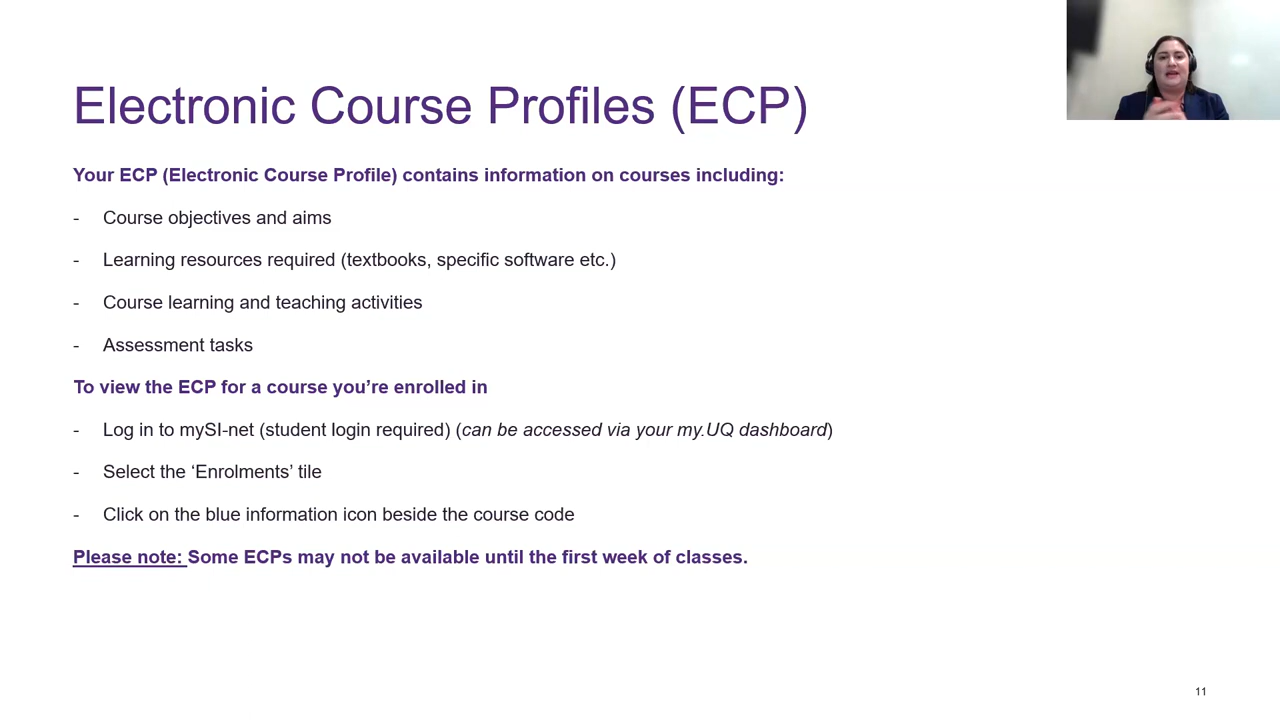 Electronic Course Profiles (ECP)
Your ECP (Electronic Course Profile) contains information on courses including:
- Course objectives and aims
- Learning resources required (textbooks, specific software etc.)
- Course learning and teaching activities
- Assessment tasks
To view the ECP for a course you’re enrolled in
- Log in to mySI-net (student login required) (can be accessed via your my.UQ dashboard)
- Select the ‘Enrolments’ tile
- Click on the blue information icon beside the course code
Please note: Some ECPs may not be available until the first week of classes.
11